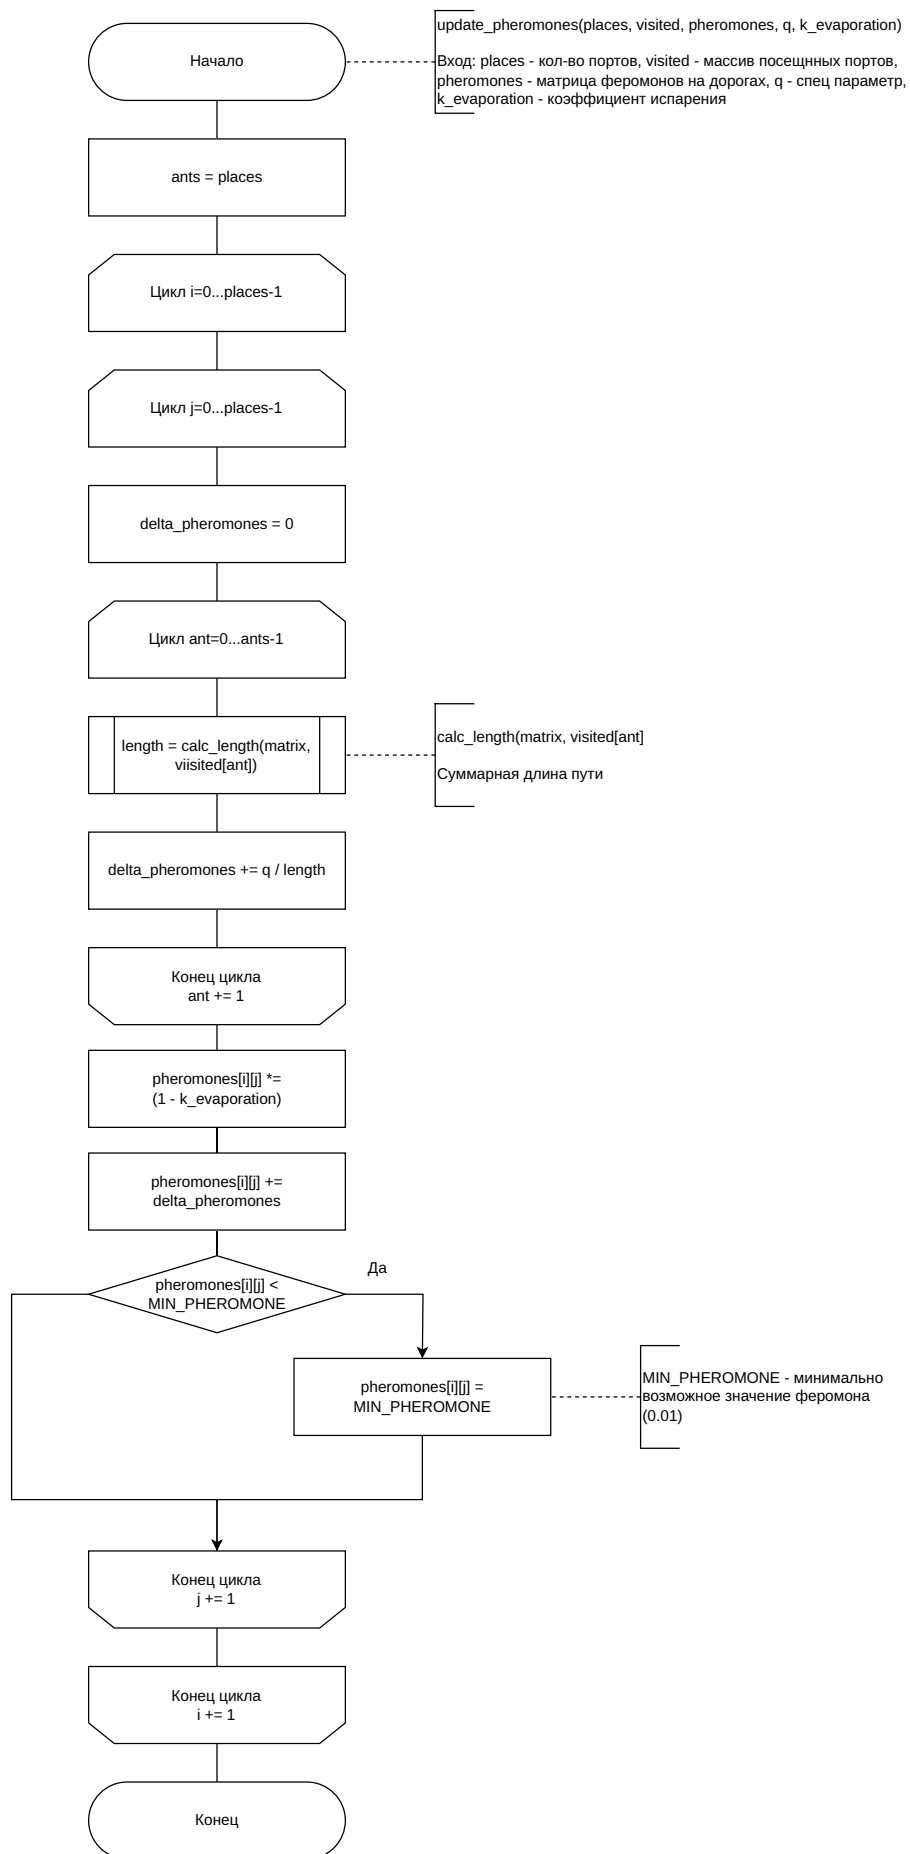 Начало
update_pheromones(places, visited, pheromones, q, k_evaporation)
Вход: places - кол-во портов, visited - массив посещнных портов,
pheromones - матрица феромонов на дорогах, q - спец параметр,
k_evaporation - коэффициент испарения
ants = places
Цикл i=0...places-1
Цикл j=0...places-1
delta_pheromones = 0
Цикл ant=0...ants-1
length = calc_length(matrix,
viisited[ant])
calc_length(matrix, visited[ant]
Суммарная длина пути
delta_pheromones += q / length
Конец цикла
ant += 1
pheromones[i][j] *=
(1 - k_evaporation)
pheromones[i][j] +=
delta_pheromones
pheromones[i][j] <
MIN_PHEROMONE
Да
pheromones[i][j] =
MIN_PHEROMONE
MIN_PHEROMONE - минимально
возможное значение феромона
(0.01)
Конец цикла
j += 1
Конец цикла
i += 1
Конец